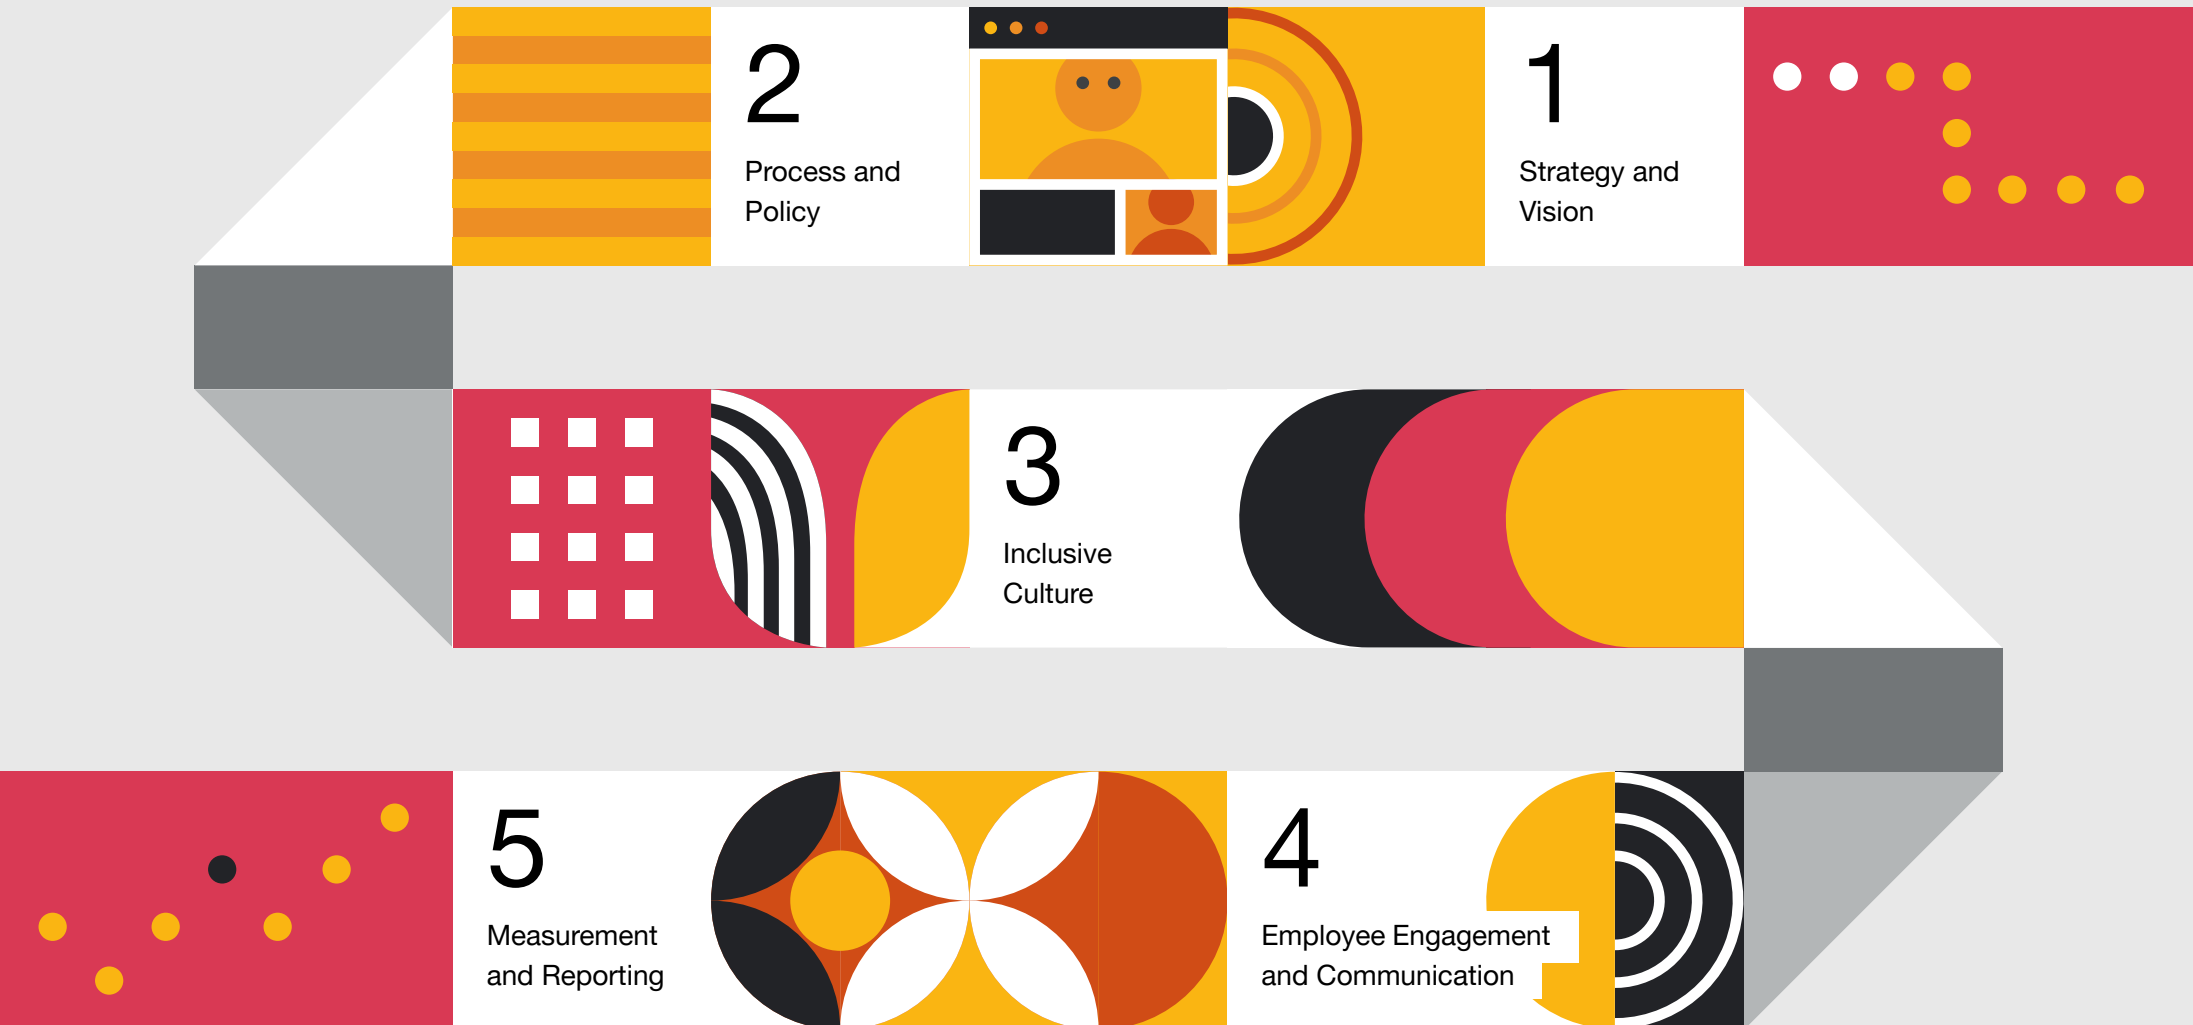 1
Strategy and
Vision
2
Process and
Policy
3
Inclusive
Culture
4
Employee Engagement
and Communication
5
Measurement
and Reporting